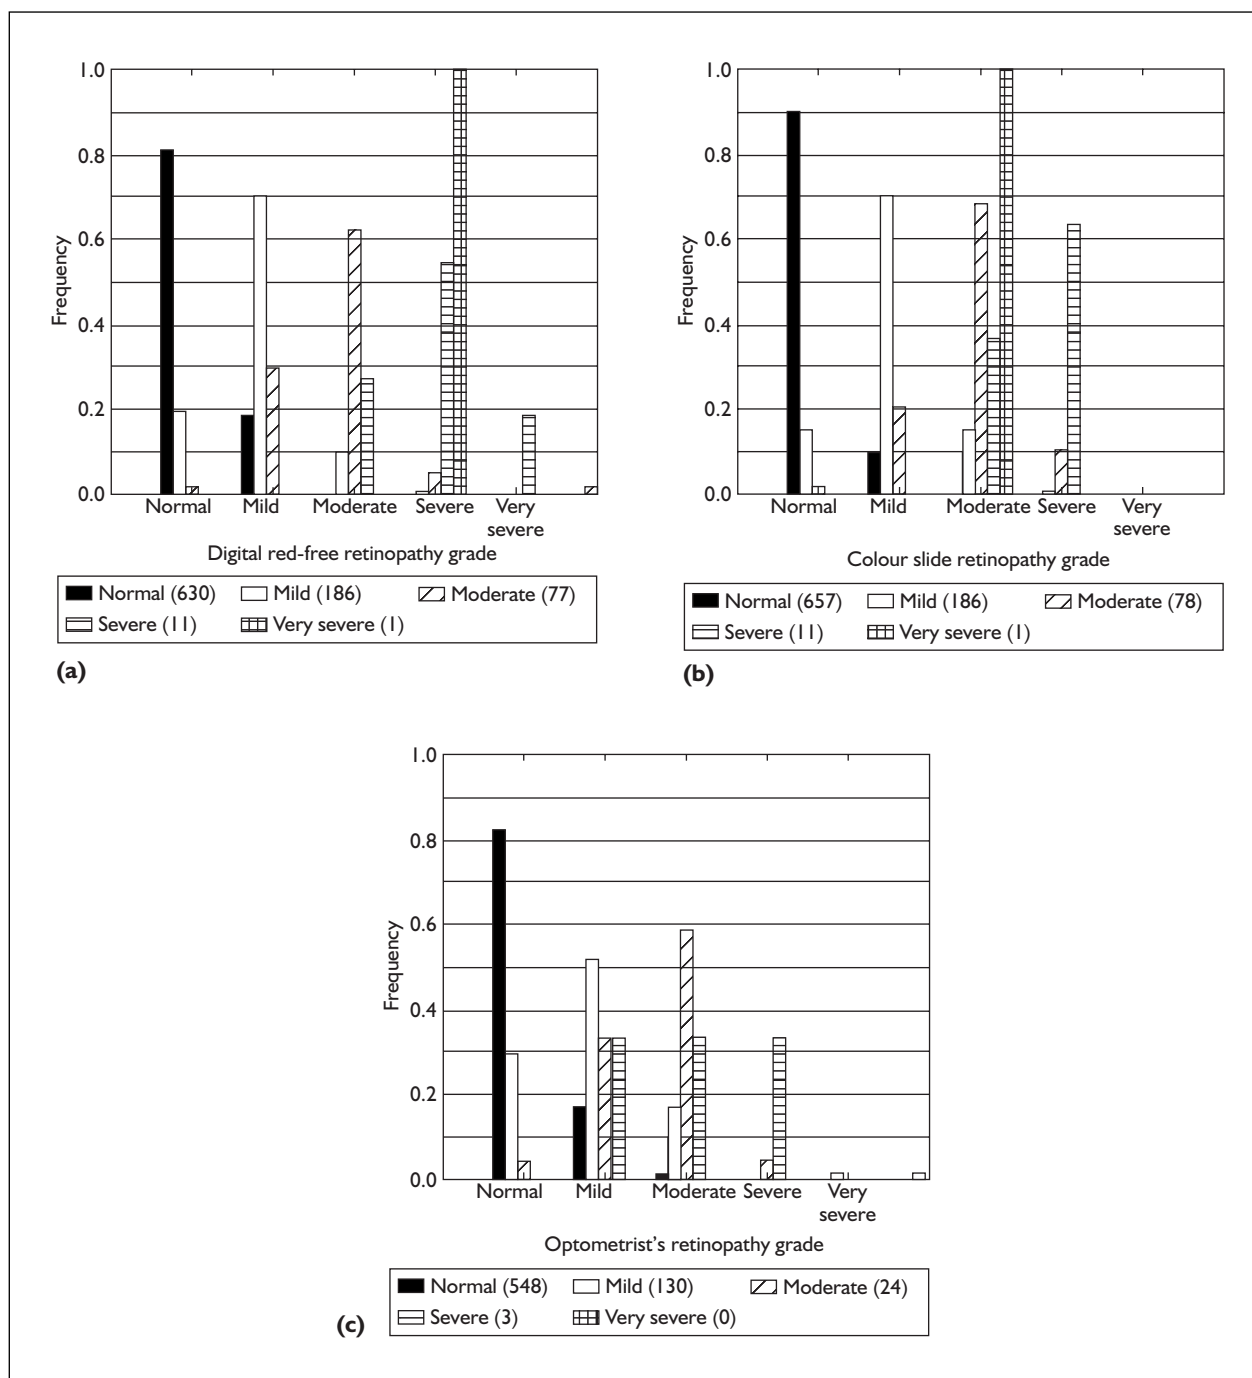 1.0
0.8
0.6
0.4
0.2
0.0
Frequency
Normal Mild Moderate Severe Very severe
Digital red-free retinopathy grade
Normal (630) Mild (186) Moderate (77)
Severe (11) Very severe (1)
(a)
1.0
0.8
0.6
0.4
0.2
0.0
Frequency
Normal Mild Moderate Severe Very severe
Colour slide retinopathy grade
Normal (657) Mild (186) Moderate (78)
Severe (11) Very severe (1)
(b)
1.0
0.8
0.6
0.4
0.2
0.0
Frequency
Normal Mild Moderate Severe Very severe
Optometrist's retinopathy grade
Normal (548) Mild (130) Moderate (24)
Severe (3) Very severe (0)
(c)